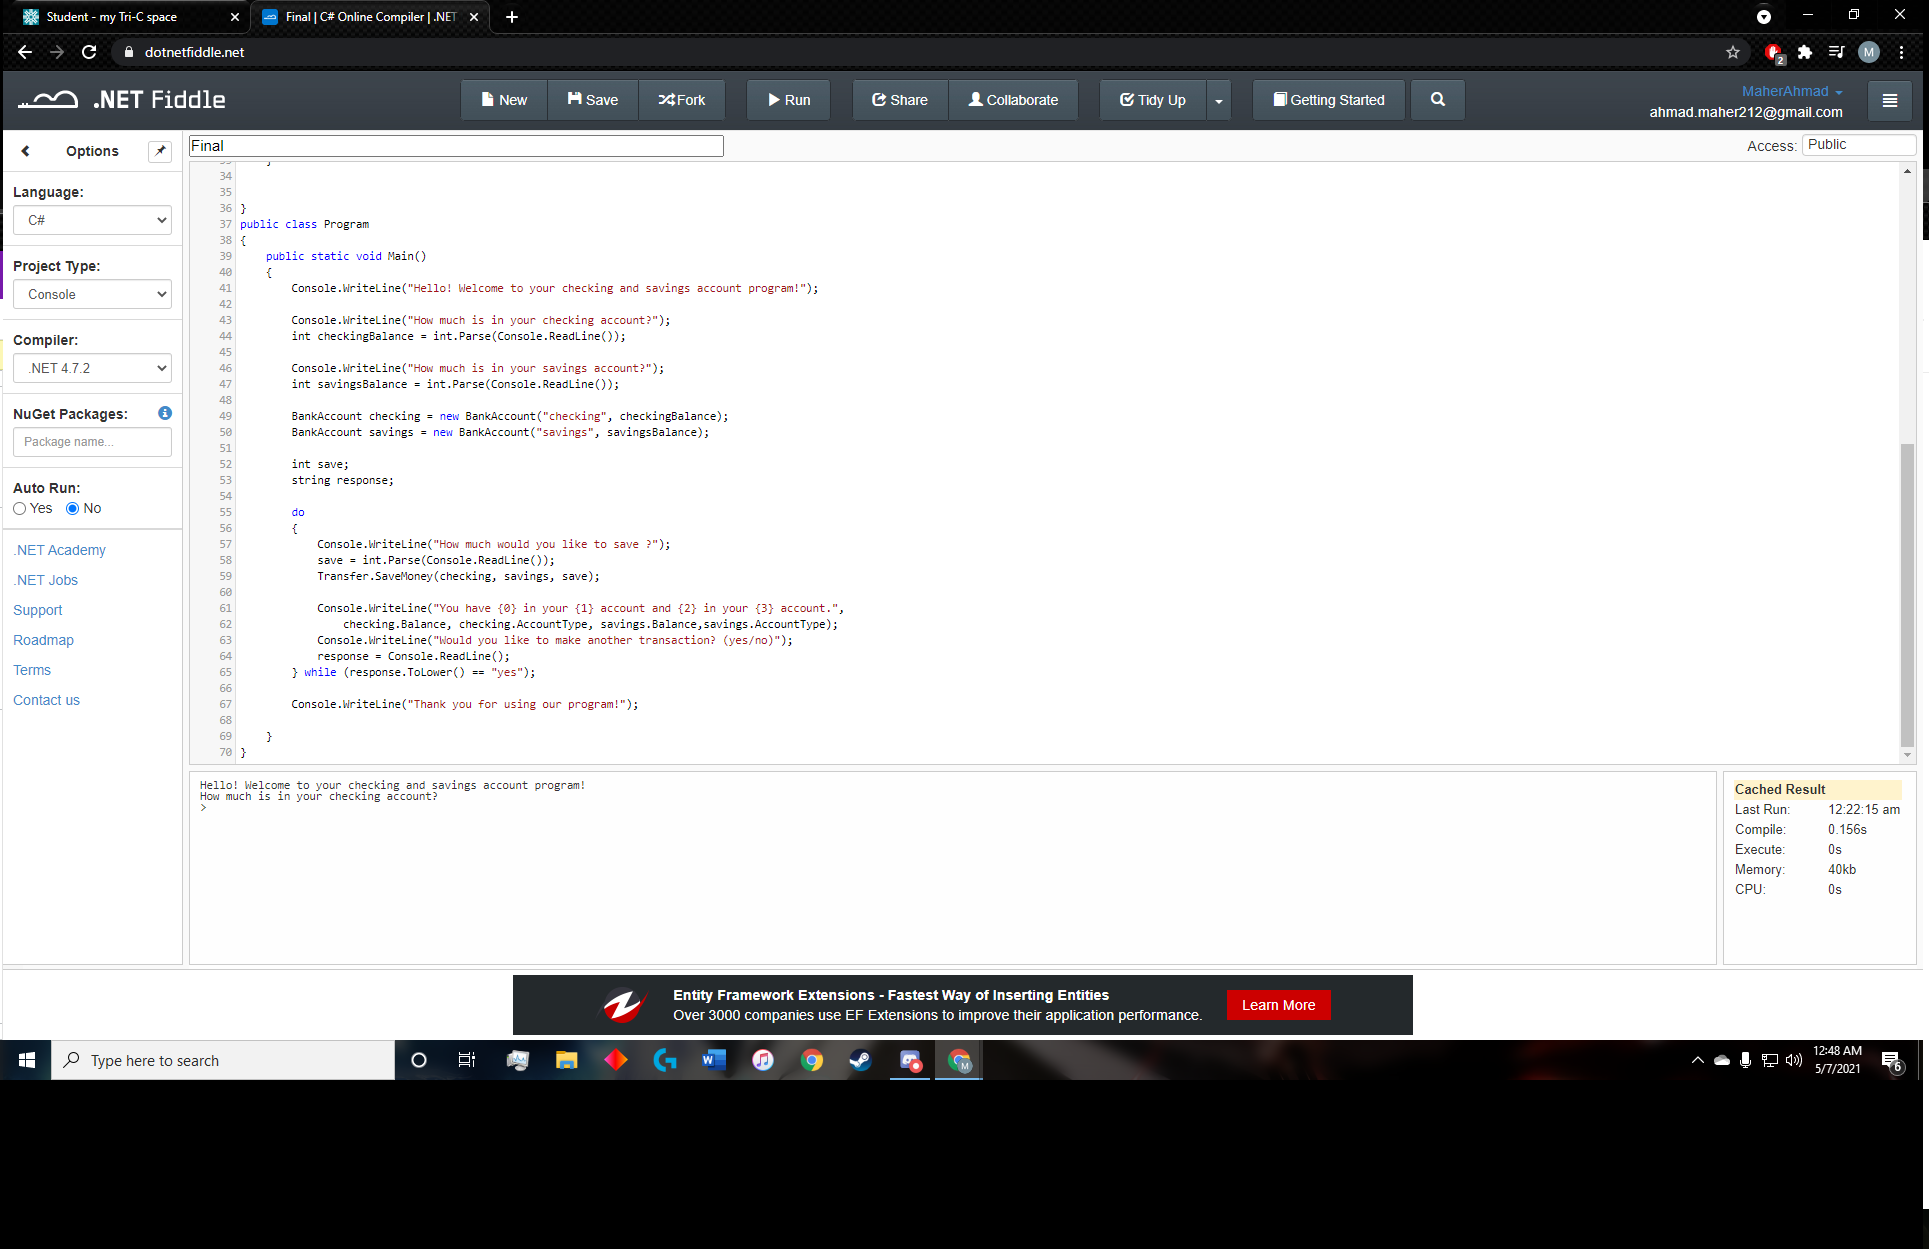 Student - my Tri-C space
Final | C# Online Compiler | .NET
dotnetfiddle.net
2
M
.NET Fiddle
New
Save
Fork
Run
Share
Collaborate
Tidy Up
Getting Started
MaherAhmad
ahmad.maher212@gmail.com
Options
Final
Access:
Public
Language:
C#
Project Type:
Console
Compiler:
.NET 4.7.2
NuGet Packages:
Package name...
Auto Run:
Yes
No
.NET Academy
.NET Jobs
Support
Roadmap
Terms
Contact us
33 }
34
35
36 }
37 public class Program
38 {
39 public static void Main()
40 {
41 Console.WriteLine("Hello! Welcome to your checking and savings account program!");
42
43 Console.WriteLine("How much is in your checking account?");
44 int checkingBalance = int.Parse(Console.ReadLine());
45
46 Console.WriteLine("How much is in your savings account?");
47 int savingsBalance = int.Parse(Console.ReadLine());
48
49 BankAccount checking = new BankAccount("checking", checkingBalance);
50 BankAccount savings = new BankAccount("savings", savingsBalance);
51
52 int save;
53 string response;
54
55 do
56 {
57 Console.WriteLine("How much would you like to save ?");
58 save = int.Parse(Console.ReadLine());
59 Transfer.SaveMoney(checking, savings, save);
60
61 Console.WriteLine("You have {0} in your {1} account and {2} in your {3} account.",
62 checking.Balance, checking.AccountType, savings.Balance,savings.AccountType);
63 Console.WriteLine("Would you like to make another transaction? (yes/no)");
64 response = Console.ReadLine();
65 } while (response.ToLower() == "yes");
66
67 Console.WriteLine("Thank you for using our program!");
68
69 }
70 }
Hello! Welcome to your checking and savings account program!
How much is in your checking account?
>
Cached Result
Last Run: 12:22:15 am
Compile: 0.156s
Execute: 0s
Memory: 40kb
CPU: 0s
Entity Framework Extensions - Fastest Way of Inserting Entities
Over 3000 companies use EF Extensions to improve their application performance.
Learn More
Type here to search
12:48 AM
5/7/2021
6